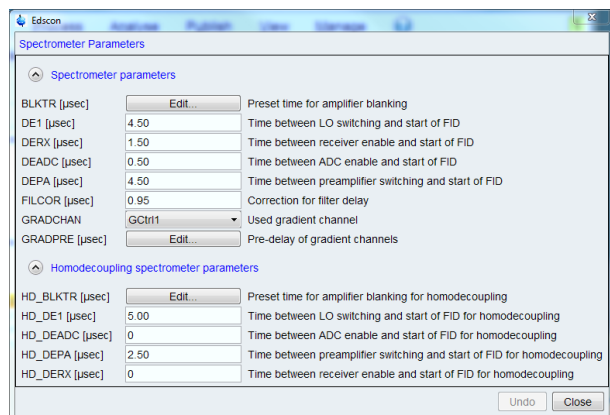 Edscon
Process Analyse Publish View Manage
Spectrometer Parameters
Spectrometer parameters
BLKTR [µsec] Edit... Preset time for amplifier blanking
DE1 [µsec] 4.50 Time between LO switching and start of FID
DERX [µsec] 1.50 Time between receiver enable and start of FID
DEADC [µsec] 0.50 Time between ADC enable and start of FID
DEPA [µsec] 4.50 Time between preamplifier switching and start of FID
FILCOR [µsec] 0.95 Correction for filter delay
GRADCHAN GCtrl1 Used gradient channel
GRADPRE [µsec] Edit... Pre-delay of gradient channels
Homodecoupling spectrometer parameters
HD_BLKTR [µsec] Edit... Preset time for amplifier blanking for homodecoupling
HD_DE1 [µsec] 5.00 Time between LO switching and start of FID for homodecoupling
HD_DEADC [µsec] 0 Time between ADC enable and start of FID for homodecoupling
HD_DEPA [µsec] 2.50 Time between preamplifier switching and start of FID for homodecoupling
HD_DERX [µsec] 0 Time between receiver enable and start of FID for homodecoupling
Undo Close